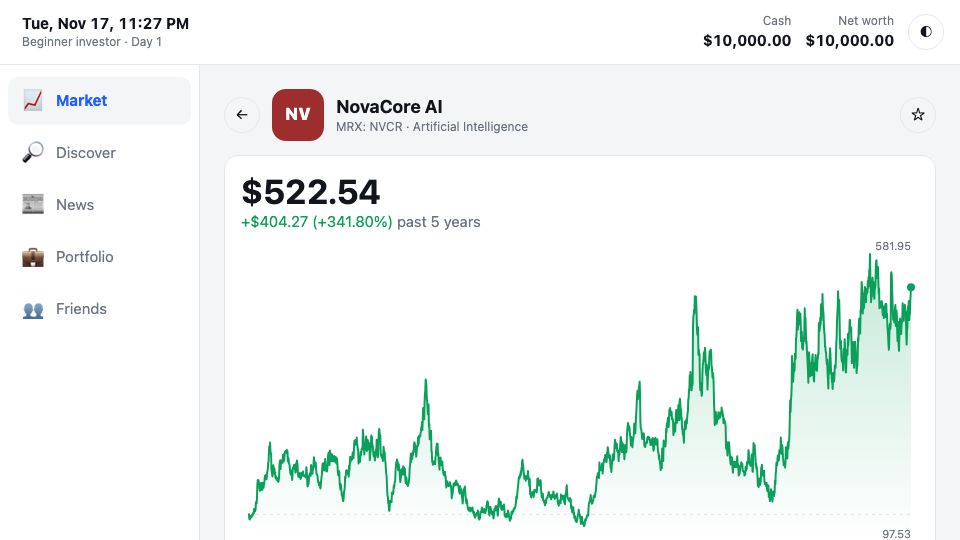 Tue, Nov 17, 11:27 PM
Beginner investor · Day 1
Cash
$10,000.00
Net worth
$10,000.00
Market
Discover
News
Portfolio
Friends
NV
NovaCore AI
MRX: NVCR · Artificial Intelligence
$522.54
+$404.27 (+341.80%) past 5 years
581.95
97.53